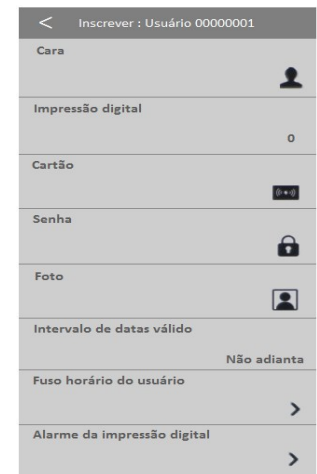 < Inscrever : Usuário 00000001
Cara
Impressão digital
0
Cartão
Senha
Foto
Intervalo de datas válido
Não adianta
Fuso horário do usuário
>
Alarme da impressão digital
>